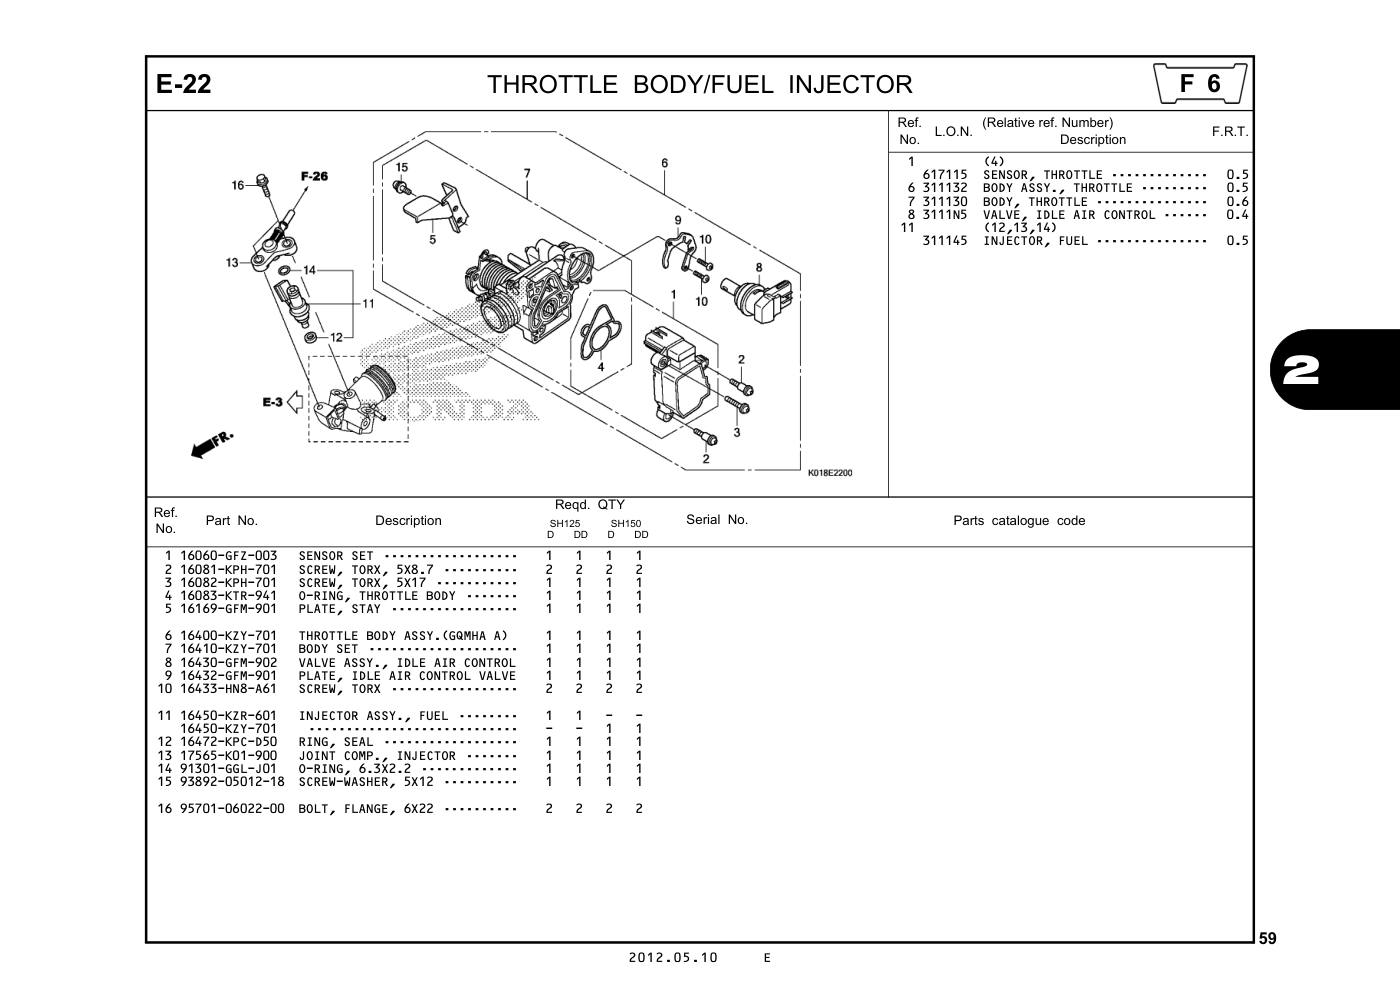 E-22 THROTTLE BODY/FUEL INJECTOR F 6
Ref. No. L.O.N. (Relative ref. Number) Description F.R.T.
1 (4)
617115 SENSOR, THROTTLE ------------- 0.5
6 311132 BODY ASSY., THROTTLE ----------- 0.5
7 311130 BODY, THROTTLE --------------- 0.6
8 3111N5 VALVE, IDLE AIR CONTROL ------ 0.4
11 (12,13,14)
311145 INJECTOR, FUEL --------------- 0.5
16
F-26
15
7
6
5
9
10
13
14
8
10
11
1
12
4
2
E-3
3
FR.
2
HONDA
K018E2200
2
Ref. No. Part No. Description Reqd. QTY Serial No. Parts catalogue code
SH125 SH150
D DD D DD
1 16060-GFZ-003 SENSOR SET ------------------ 1 1 1 1
2 16081-KPH-701 SCREW, TORX, 5X8.7 ---------- 2 2 2 2
3 16082-KPH-701 SCREW, TORX, 5X17 ----------- 1 1 1 1
4 16083-KTR-941 O-RING, THROTTLE BODY ------- 1 1 1 1
5 16169-GFM-901 PLATE, STAY ----------------- 1 1 1 1
6 16400-KZY-701 THROTTLE BODY ASSY.(GQMHA A) 1 1 1 1
7 16410-KZY-701 BODY SET -------------------- 1 1 1 1
8 16430-GFM-902 VALVE ASSY., IDLE AIR CONTROL 1 1 1 1
9 16432-GFM-901 PLATE, IDLE AIR CONTROL VALVE 1 1 1 1
10 16433-HN8-A61 SCREW, TORX ----------------- 2 2 2 2
11 16450-KZR-601 INJECTOR ASSY., FUEL -------- 1 1 - -
16450-KZY-701 ---------------------------- - - 1 1
12 16472-KPC-D50 RING, SEAL ------------------ 1 1 1 1
13 17565-K01-900 JOINT COMP., INJECTOR ------- 1 1 1 1
14 91301-GGL-J01 O-RING, 6.3X2.2 ------------- 1 1 1 1
15 93892-05012-18 SCREW-WASHER, 5X12 ---------- 1 1 1 1
16 95701-06022-00 BOLT, FLANGE, 6X22 ---------- 2 2 2 2
59
2012.05.10 E